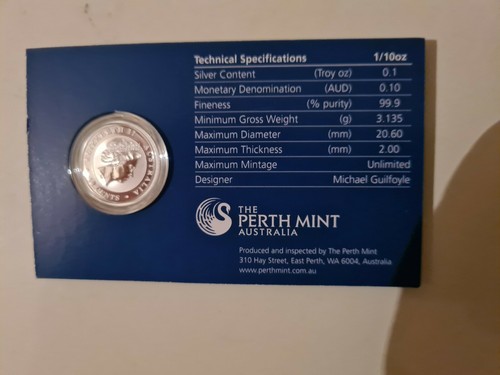 Technical Specifications 1/10oz
Silver Content (Troy oz) 0.1
Monetary Denomination (AUD) 0.10
Fineness (% purity) 99.9
Minimum Gross Weight (g) 3.135
Maximum Diameter (mm) 20.60
Maximum Thickness (mm) 2.00
Maximum Mintage Unlimited
Designer Michael Guilfoyle
THE
PERTH MINT
AUSTRALIA
Produced and inspected by The Perth Mint
310 Hay Street, East Perth, WA 6004, Australia
www.perthmint.com.au
AUSTRALIA